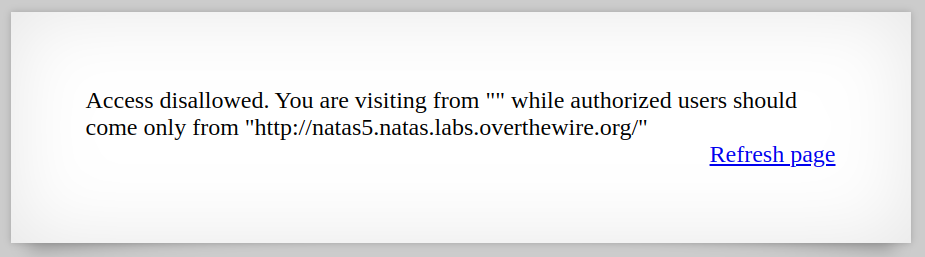 Access disallowed. You are visiting from "" while authorized users should
come only from "http://natas5.natas.labs.overthewire.org/"
Refresh page